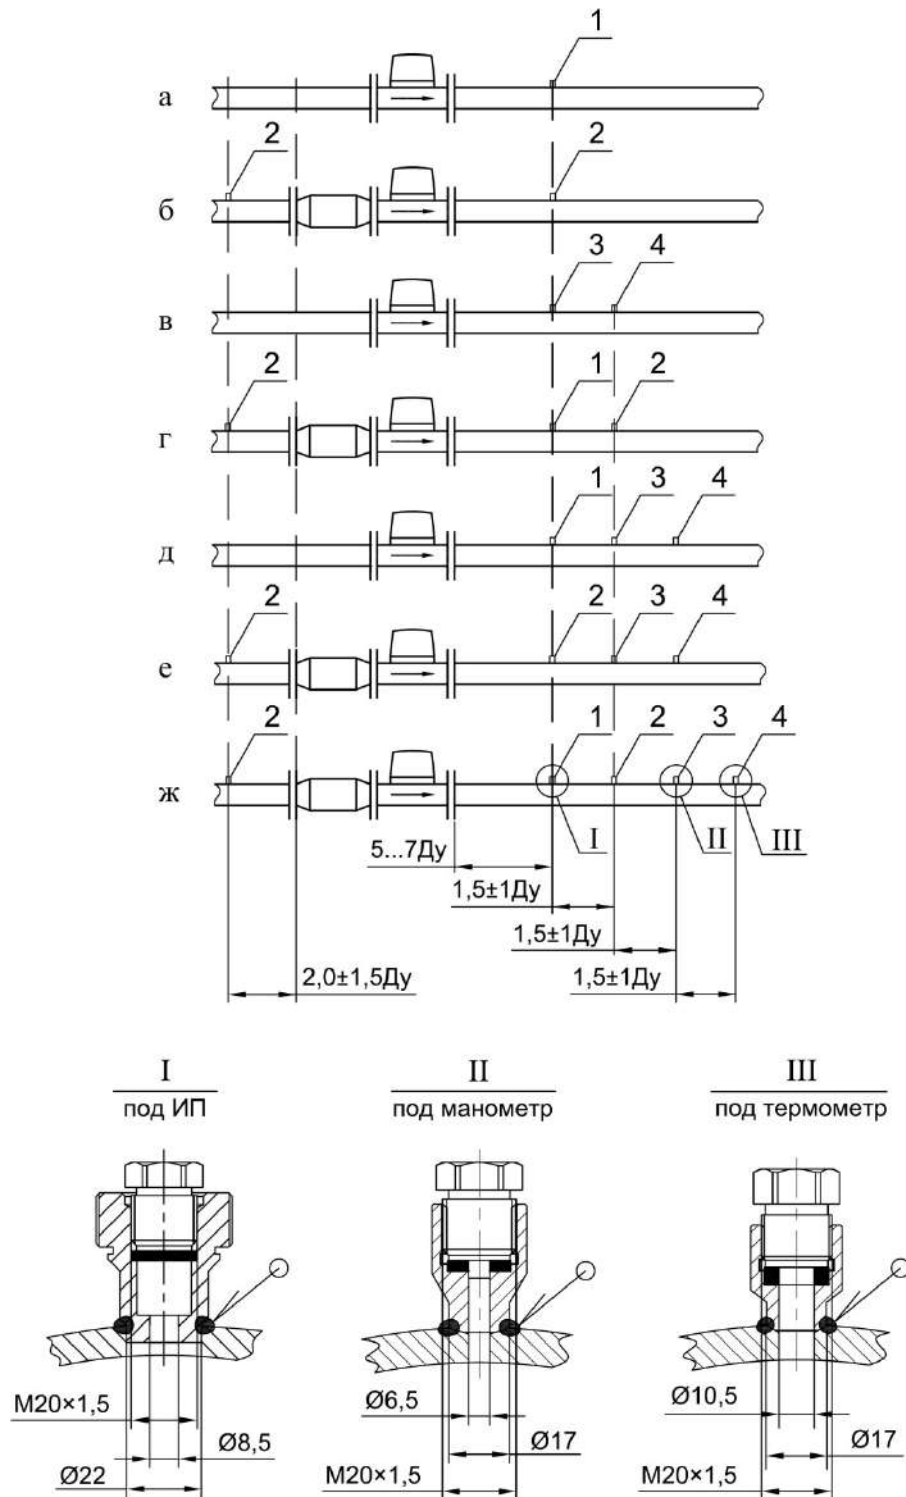 1
а
2 2
б
3 4
в
2 1 2
г
1 3 4
д
2 2 3 4
е
2 1 2 3 4
ж
I II III
5...7Ду
1,5±1Ду
1,5±1Ду
2,0±1,5Ду 1,5±1Ду
I II III
под ИП под манометр под термометр
M20×1,5 Ø6,5 Ø10,5
Ø8,5 Ø17 Ø17
Ø22 M20×1,5 M20×1,5